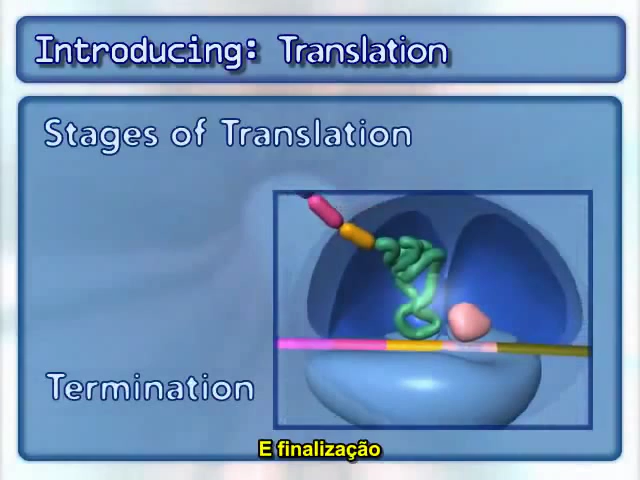 Introducing: Translation
Stages of Translation
Termination
E finalização